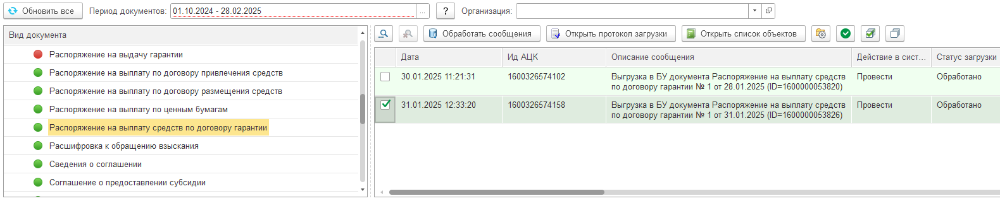 Обновить все
Период документов: 01.10.2024 - 28.02.2025 ... ? Организация:
Вид документа
Распоряжение на выдачу гарантии
Распоряжение на выплату по договору привлечения средств
Распоряжение на выплату по договору размещения средств
Распоряжение на выплату по ценным бумагам
Распоряжение на выплату средств по договору гарантии
Расшифровка к обращению взыскания
Сведения о соглашении
Соглашение о предоставлении субсидии
Обработать сообщения Открыть протокол загрузки Открыть список объектов
Дата Ид АЦК Описание сообщения Действие в сист... Статус загрузки
30.01.2025 11:21:31 1600326574102 Выгрузка в БУ документа Распоряжение на выплату средств Провести Обработано
по договору гарантии № 1 от 28.01.2025 (ID=1600000053820)
31.01.2025 12:33:20 1600326574158 Выгрузка в БУ документа Распоряжение на выплату средств Провести Обработано
по договору гарантии № 1 от 31.01.2025 (ID=1600000053826)